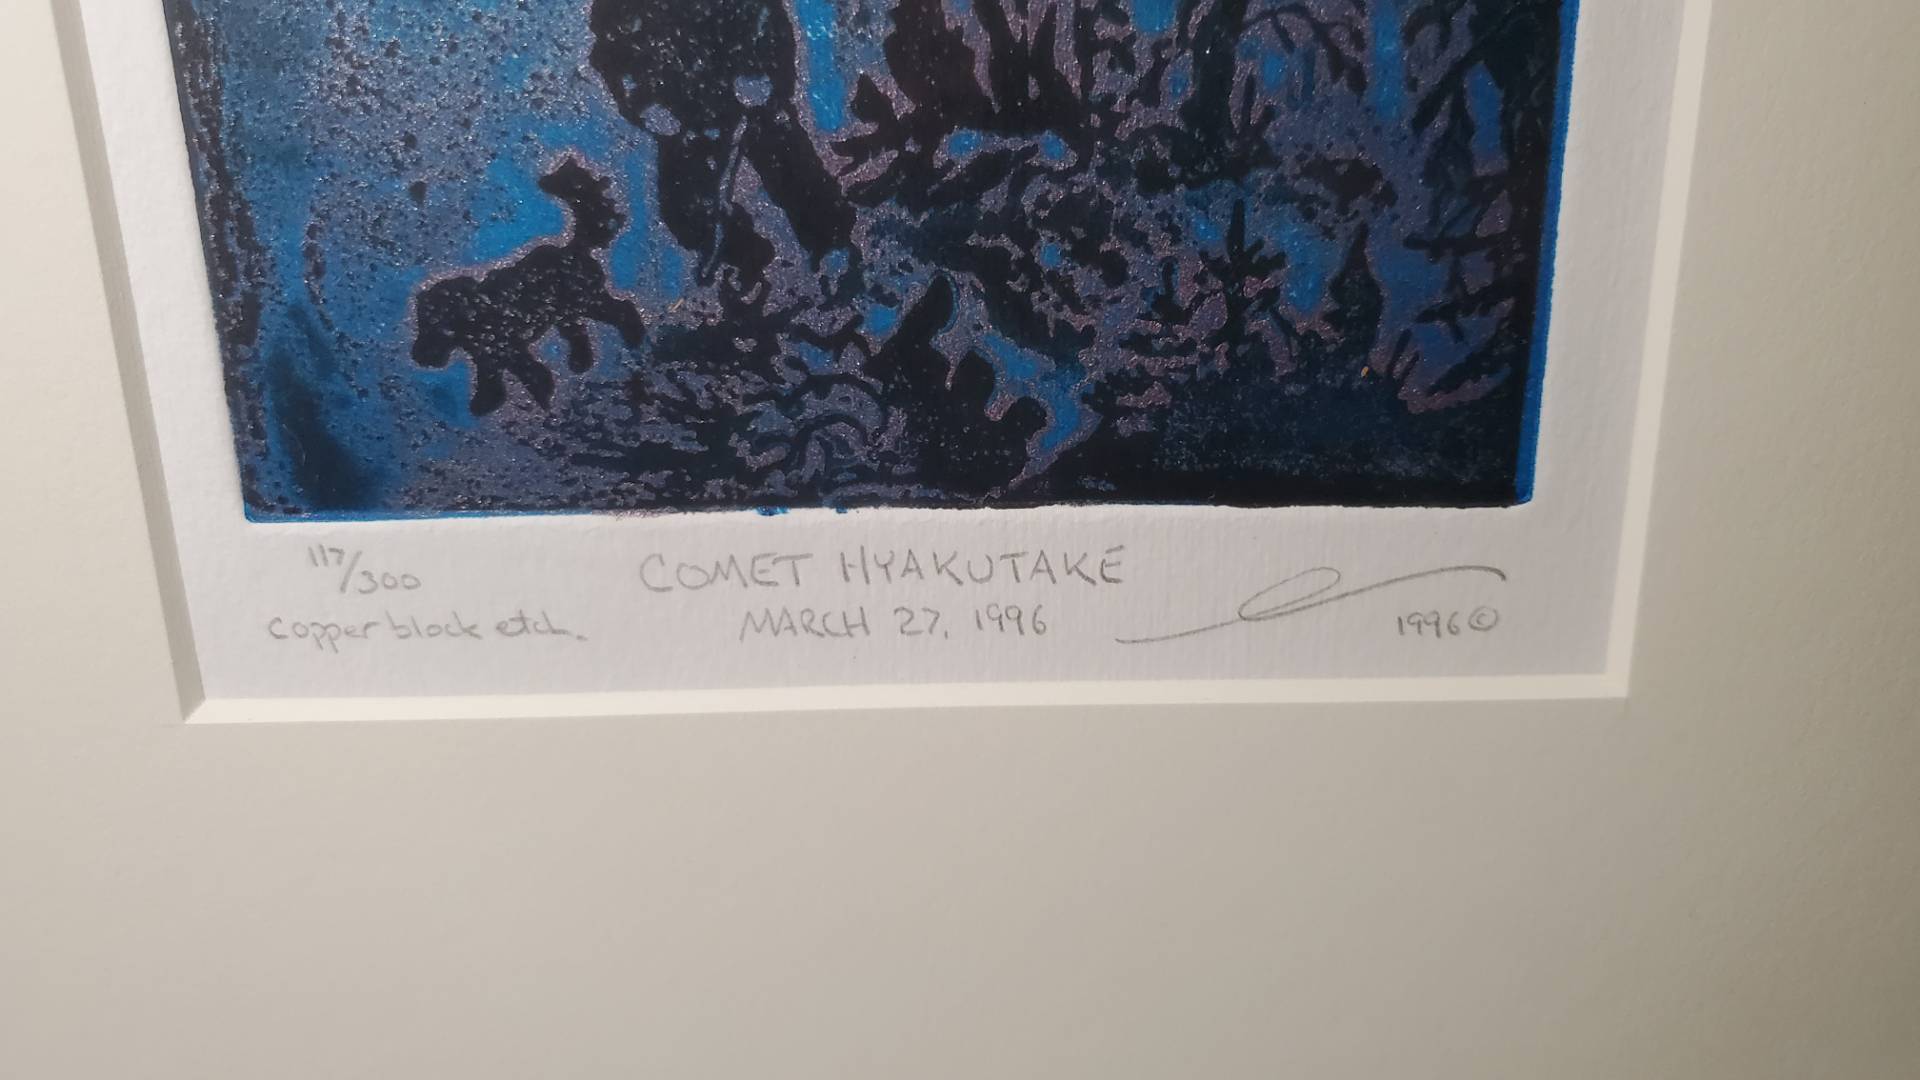 117/300
COMET HYAKUTAKE
copper block etch.
MARCH 27, 1996
1996©